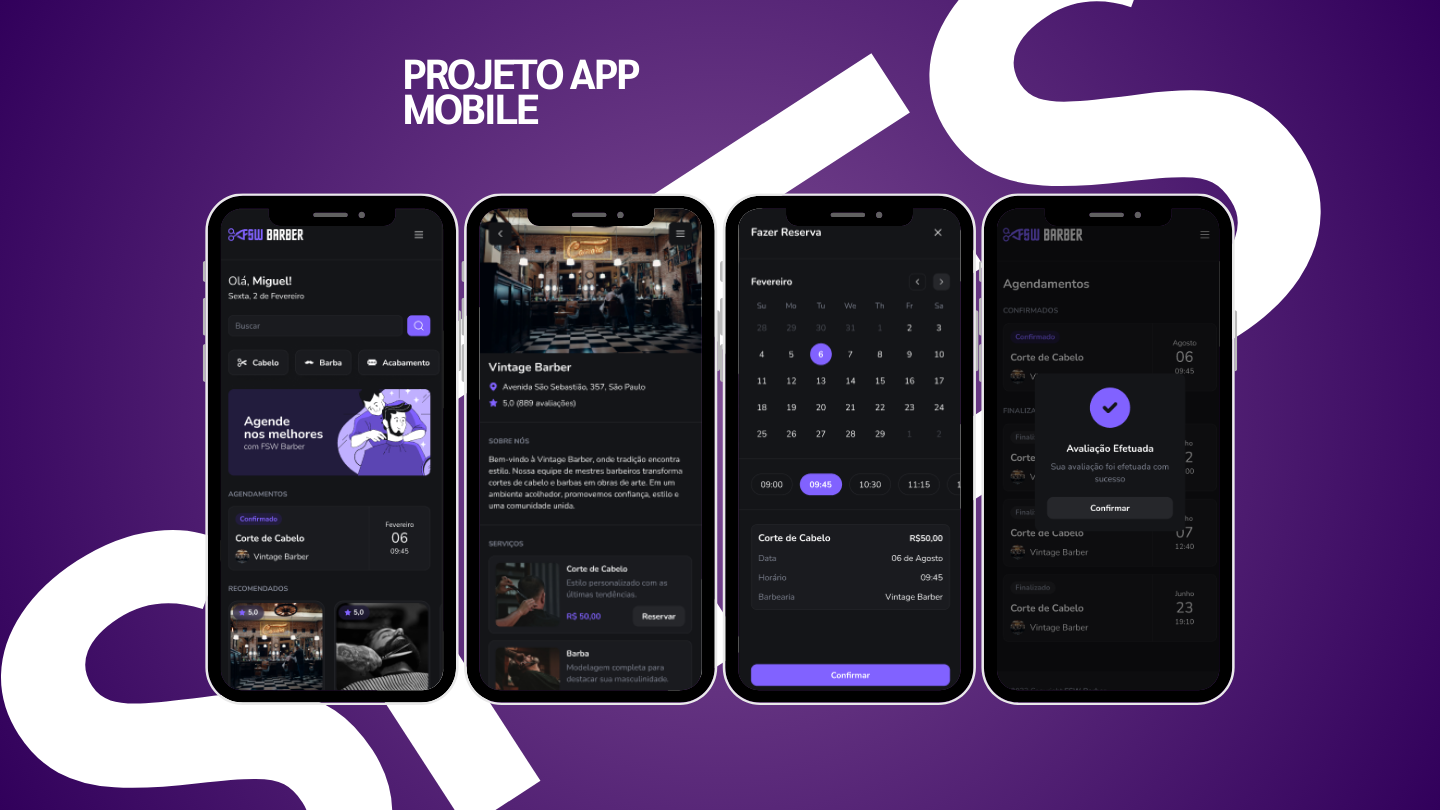 PROJETO APP
MOBILE
FSW BARBER
Olá, Miguel!
Sexta, 2 de Fevereiro
Buscar
Cabelo
Barba
Acabamento
Agende
nos melhores
com FSW Barber
AGENDAMENTOS
Confirmado
Corte de Cabelo
Vintage Barber
Fevereiro
06
09:45
RECOMENDADOS
5,0
5,0
Vintage Barber
Avenida São Sebastião, 357, São Paulo
5,0 (889 avaliações)
SOBRE NÓS
Bem-vindo à Vintage Barber, onde tradição encontra
estilo. Nossa equipe de mestres barbeiros transforma
cortes de cabelo e barbas em obras de arte. Em um
ambiente acolhedor, promovemos confiança, estilo e
uma comunidade unida.
SERVIÇOS
Corte de Cabelo
Estilo personalizado com as
últimas tendências.
R$ 50,00
Reservar
Barba
Modelagem completa para
destacar sua masculinidade.
Fazer Reserva
Fevereiro
Su Mo Tu We Th Fr Sa
28 29 30 31 1 2 3
4 5 6 7 8 9 10
11 12 13 14 15 16 17
18 19 20 21 22 23 24
25 26 27 28 29 1 2
09:00 09:45 10:30 11:15 1
Corte de Cabelo R$50,00
Data 06 de Agosto
Horário 09:45
Barbearia Vintage Barber
Confirmar
FSW BARBER
Agendamentos
CONFIRMADOS
Confirmado
Corte de Cabelo
Agosto
06
09:45
FINALIZA
Avaliação Efetuada
Sua avaliação foi efetuada com
sucesso
Confirmar
Corte de Cabelo
Vintage Barber
07
12:40
Finalizado
Corte de Cabelo
Vintage Barber
Junho
23
19:10